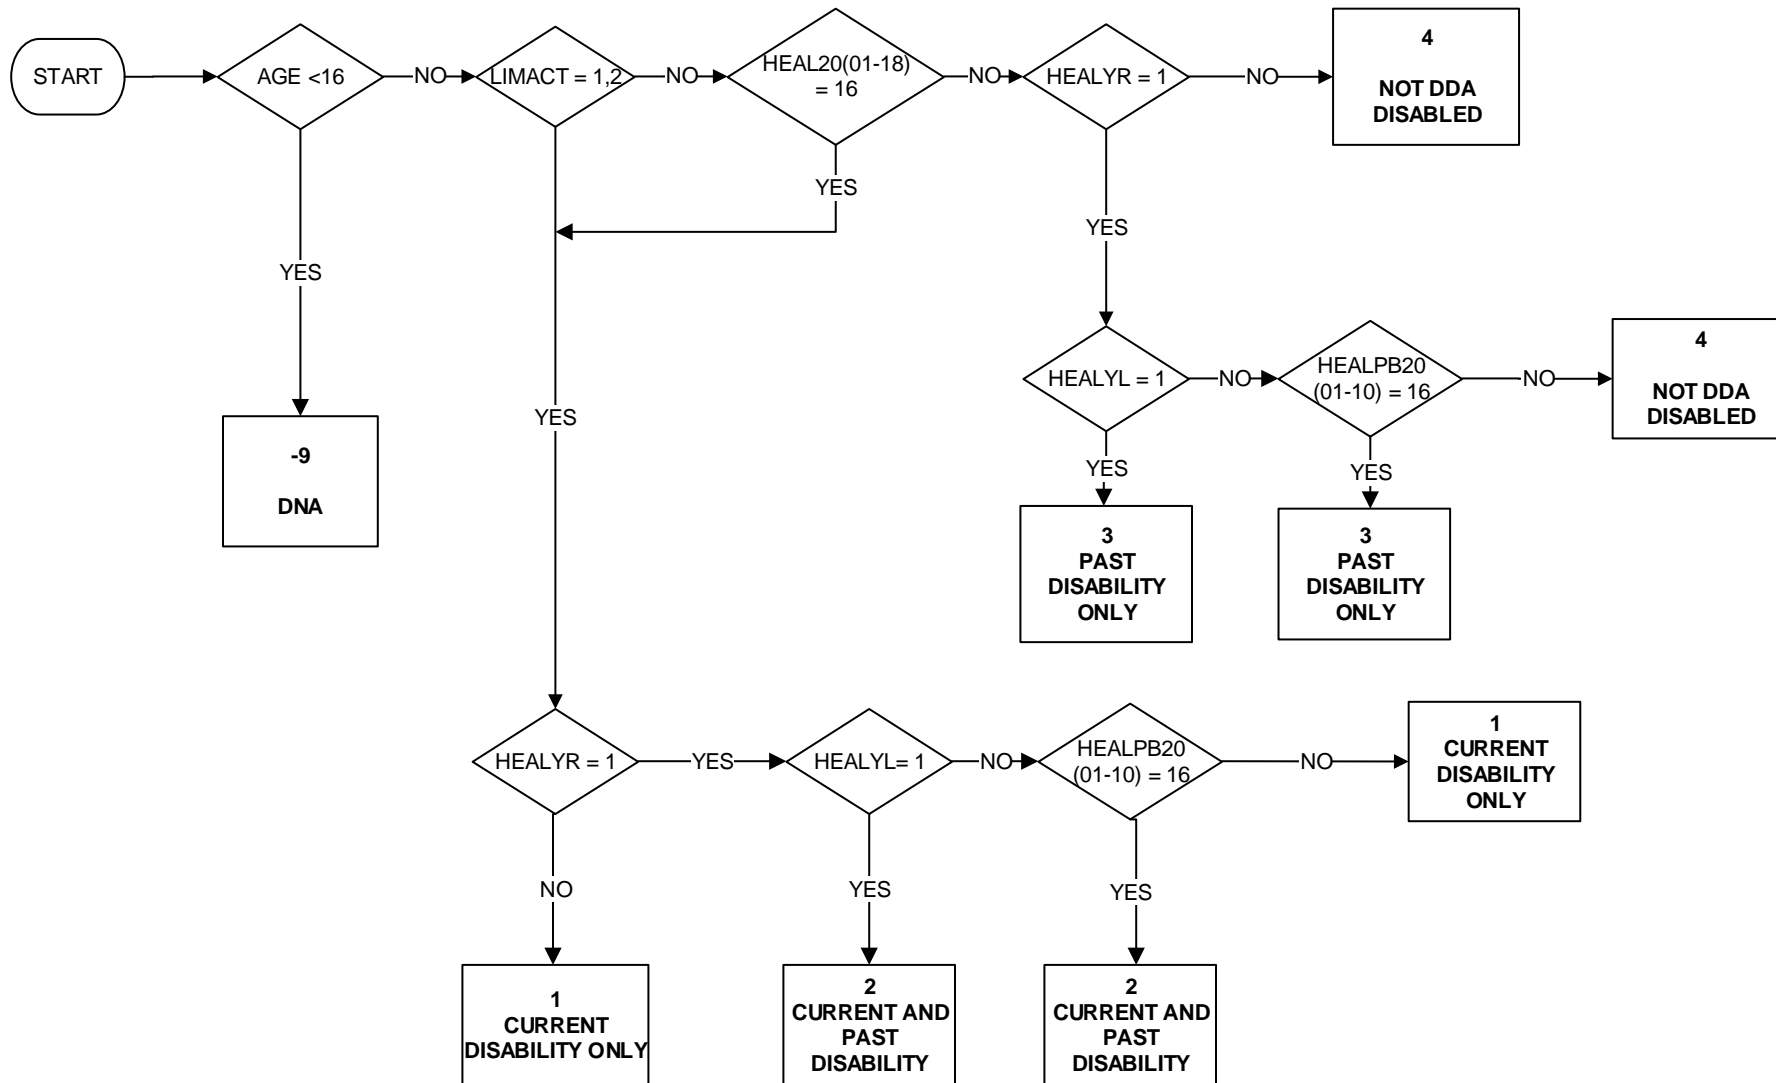 START
AGE <16
NO
LIMACT = 1,2
NO
HEAL20(01-18)
= 16
NO
HEALYR = 1
NO
4
NOT DDA
DISABLED
YES
YES
YES
YES
HEALYL = 1
NO
HEALPB20
(01-10) = 16
NO
4
NOT DDA
DISABLED
YES
-9
DNA
YES
YES
3
PAST
DISABILITY
ONLY
3
PAST
DISABILITY
ONLY
HEALYR = 1
YES
HEALYL= 1
NO
HEALPB20
(01-10) = 16
NO
1
CURRENT
DISABILITY
ONLY
NO
YES
YES
1
CURRENT
DISABILITY ONLY
2
CURRENT AND
PAST
DISABILITY
2
CURRENT AND
PAST
DISABILITY